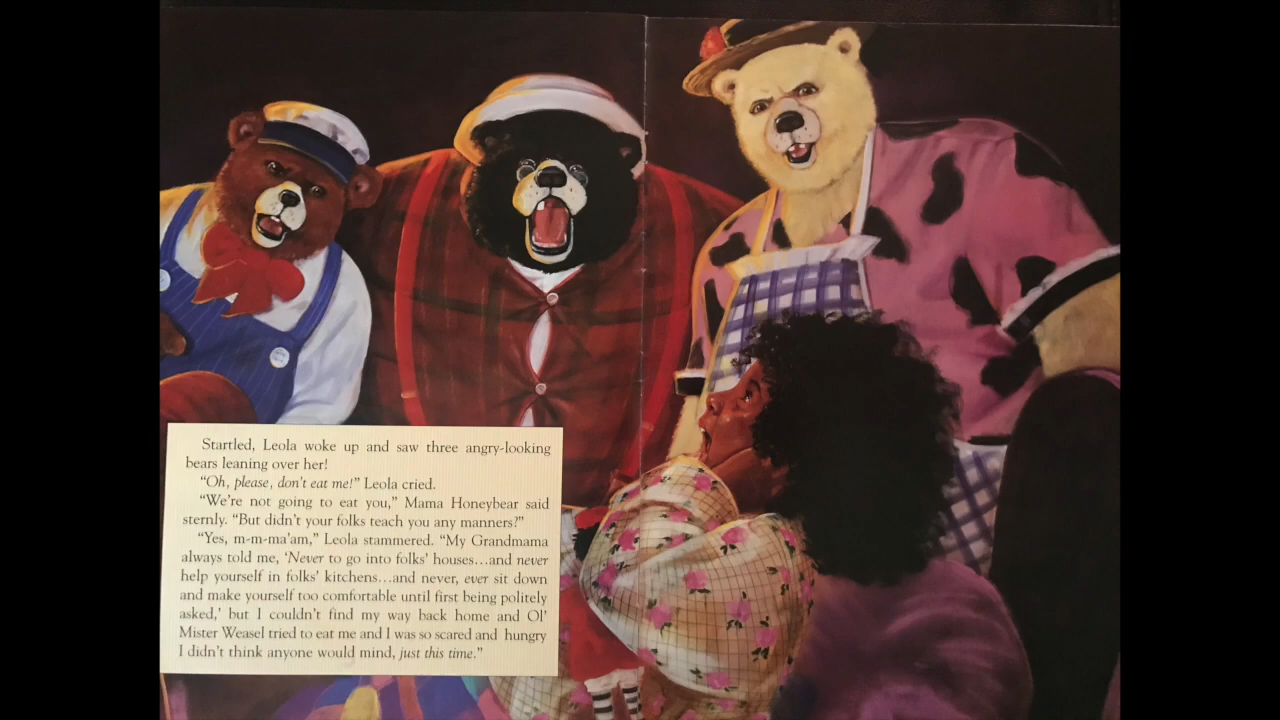 Startled, Leola woke up and saw three angry-looking
bears leaning over her!
“Oh, please, don’t eat me!” Leola cried.
“We’re not going to eat you,” Mama Honeybear said
sternly. “But didn’t your folks teach you any manners?”
“Yes, m-m-ma’am,” Leola stammered. “My Grandmama
always told me, ‘Never to go into folks’ houses...and never
help yourself in folks’ kitchens...and never, ever sit down
and make yourself too comfortable until first being politely
asked,’ but I couldn’t find my way back home and Ol’
Mister Weasel tried to eat me and I was so scared and hungry
I didn’t think anyone would mind, just this time.”